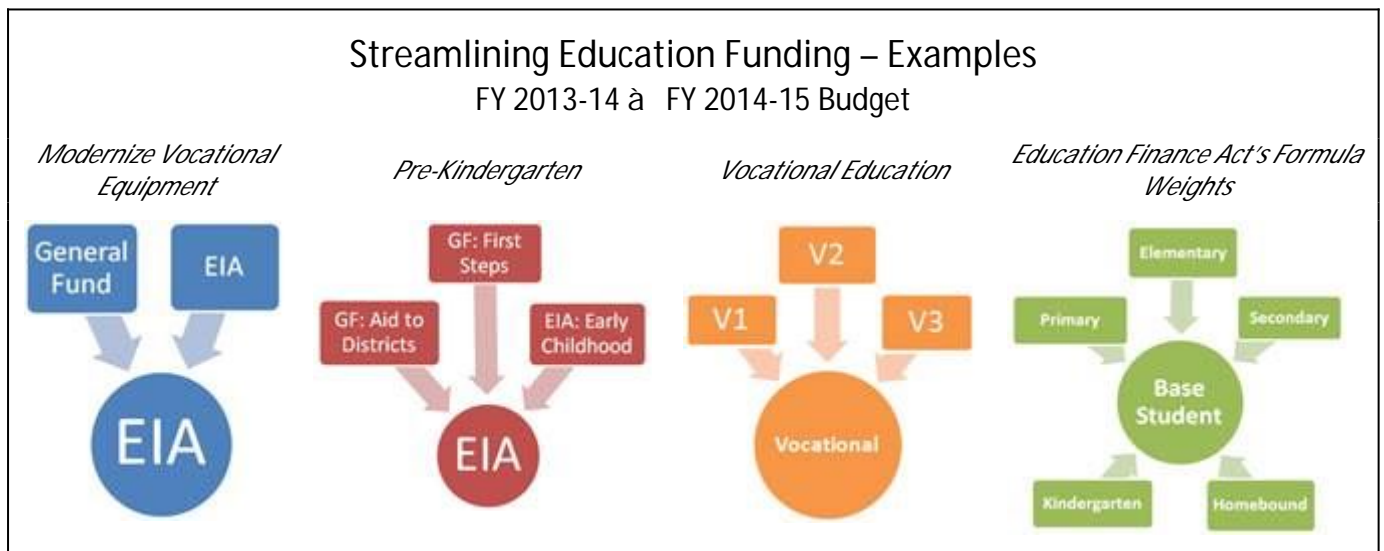 Streamlining Education Funding – Examples
FY 2013-14 à FY 2014-15 Budget
Modernize Vocational
Equipment
General
Fund
EIA
EIA
Pre-Kindergarten
GF: First
Steps
GF: Aid to
Districts
EIA: Early
Childhood
EIA
Vocational Education
V1
V2
V3
Vocational
Education Finance Act's Formula
Weights
Elementary
Primary
Secondary
Base
Student
Kindergarten
Homebound